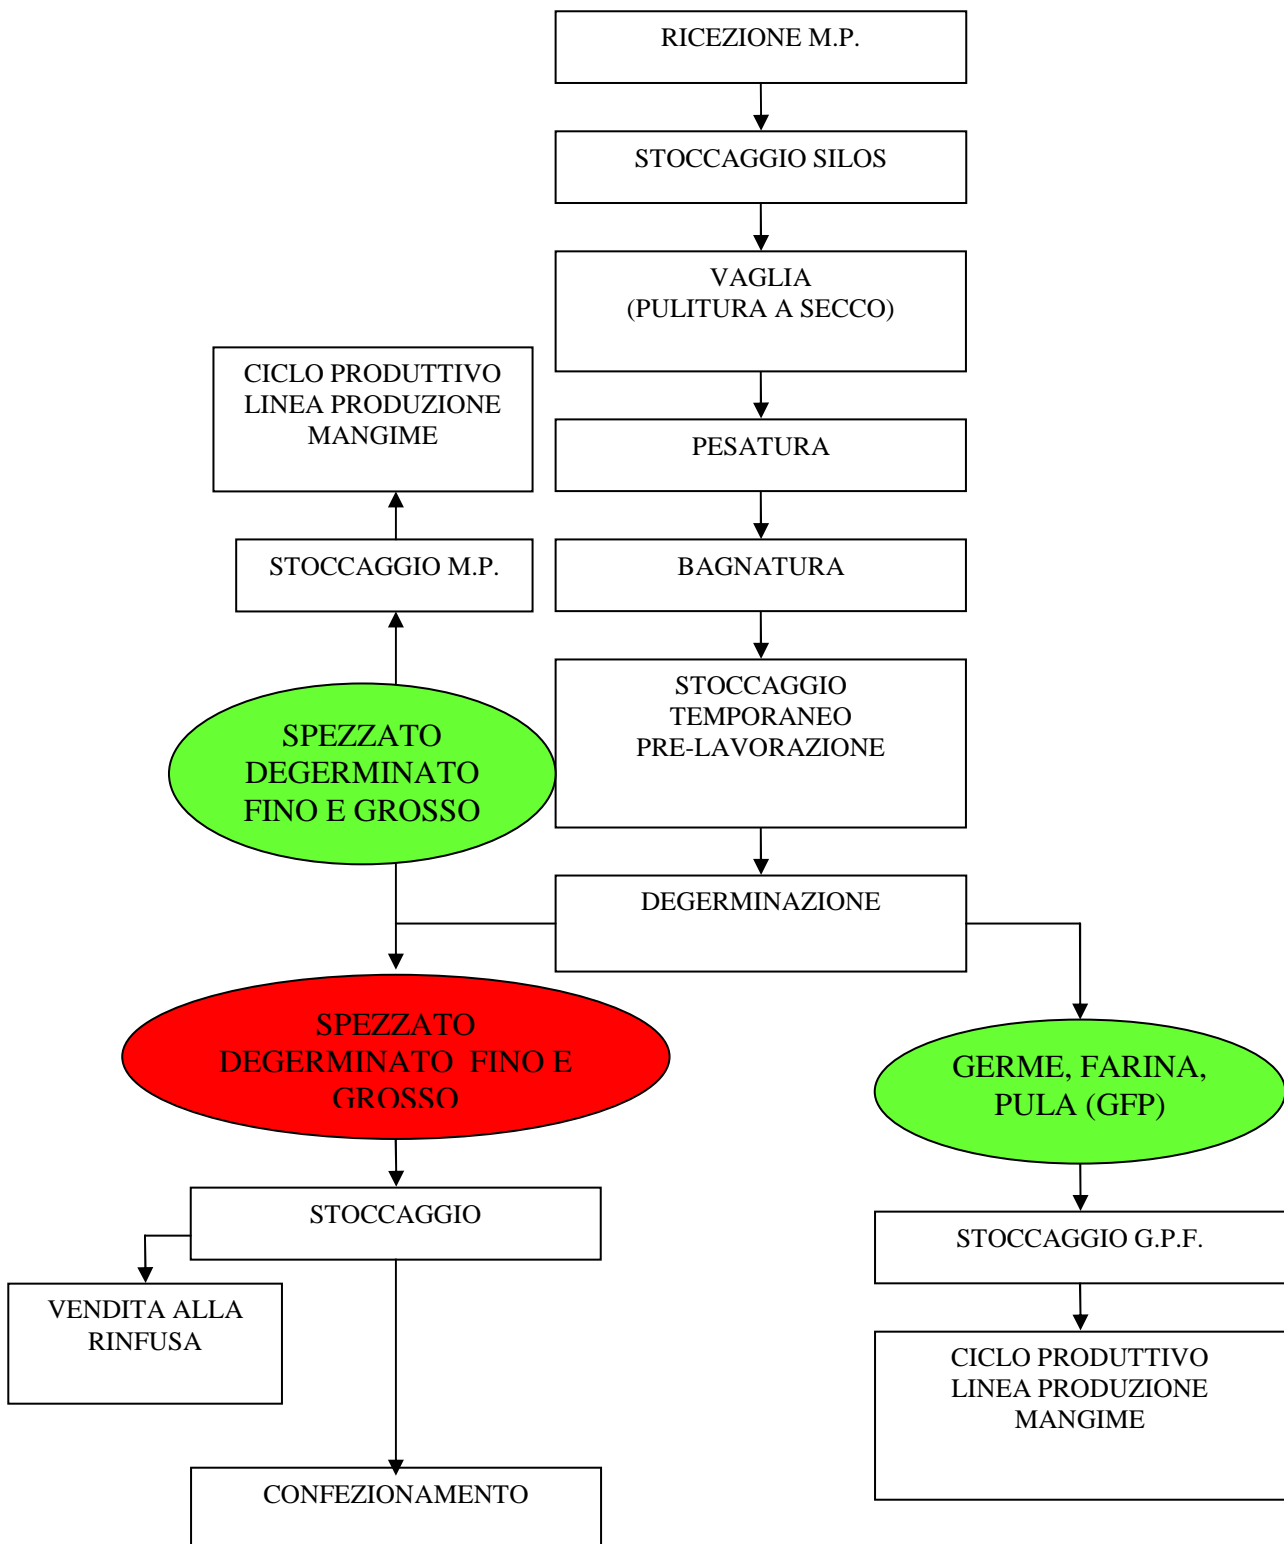 RICEZIONE M.P.
STOCCAGGIO SILOS
VAGLIA
(PULITURA A SECCO)
CICLO PRODUTTIVO
LINEA PRODUZIONE
MANGIME
PESATURA
STOCCAGGIO M.P.
BAGNATURA
STOCCAGGIO
TEMPORANEO
PRE-LAVORAZIONE
SPEZZATO
DEGERMINATO
FINO E GROSSO
DEGERMINAZIONE
SPEZZATO
DEGERMINATO FINO E
GROSSO
GERME, FARINA,
PULA (GFP)
STOCCAGGIO
STOCCAGGIO G.P.F.
VENDITA ALLA
RINFUSA
CICLO PRODUTTIVO
LINEA PRODUZIONE
MANGIME
CONFEZIONAMENTO